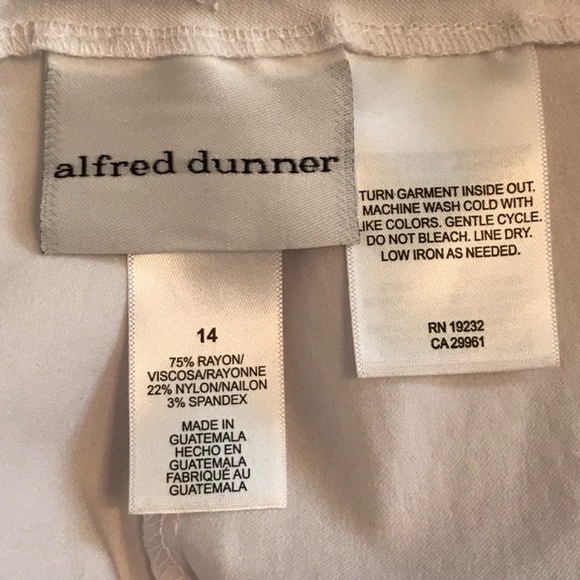 alfred dunner
TURN GARMENT INSIDE OUT.
MACHINE WASH COLD WITH
LIKE COLORS. GENTLE CYCLE.
DO NOT BLEACH. LINE DRY.
LOW IRON AS NEEDED.
RN 19232
CA 29961
14
75% RAYON/
VISCOSA/RAYONNE
22% NYLON/NAILON
3% SPANDEX
MADE IN
GUATEMALA
HECHO EN
GUATEMALA
FABRIQUÉ AU
GUATEMALA